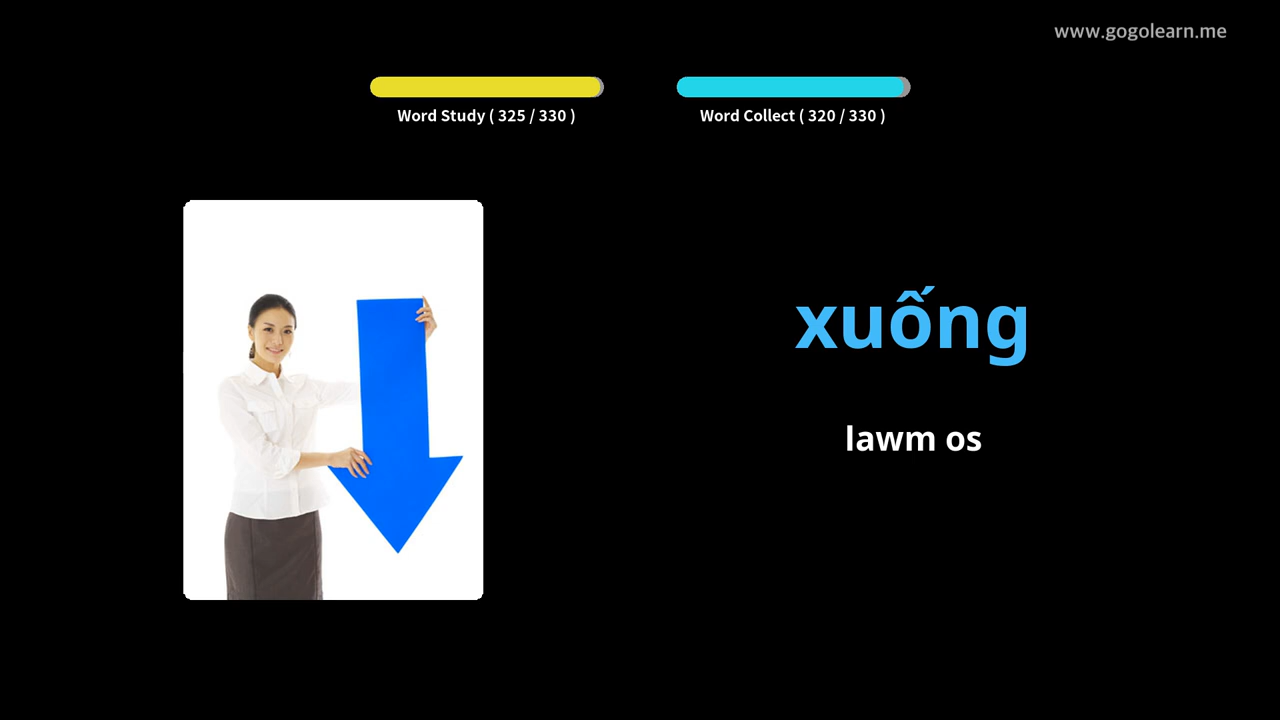 www.gogolearn.me
Word Study ( 325 / 330 )
Word Collect ( 320 / 330 )
xuống
lawm os